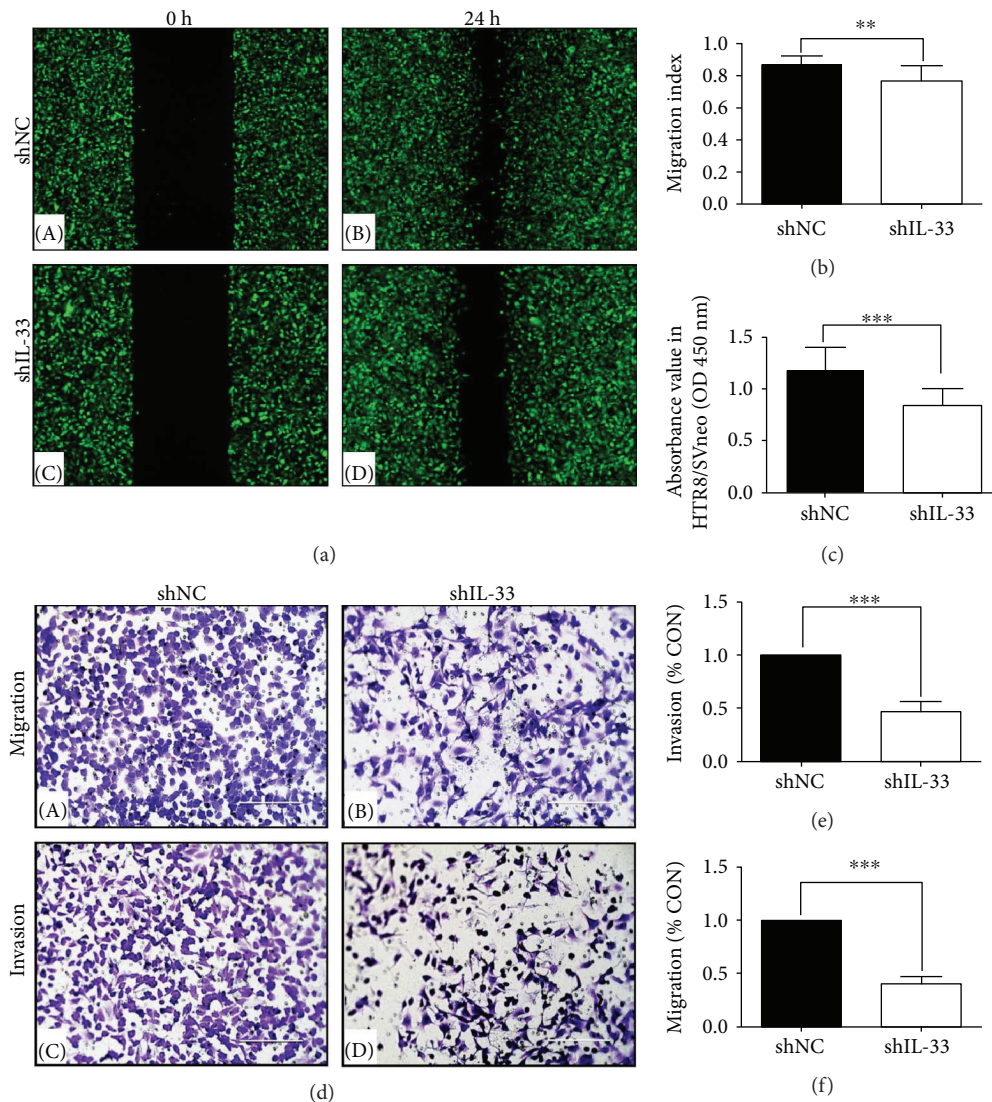 0 h
24 h
shNC
(A)
(B)
shIL-33
(C)
(D)
(a)
**
Migration index
1.0
0.8
0.6
0.4
0.2
0.0
shNC
shIL-33
(b)
***
Absorbance value in
HTR8/SVneo (OD 450 nm)
1.5
1.0
0.5
0.0
shNC
shIL-33
(c)
shNC
shIL-33
Migration
(A)
(B)
Invasion
(C)
(D)
(d)
***
Invasion (% CON)
1.5
1.0
0.5
0.0
shNC
shIL-33
(e)
***
Migration (% CON)
1.5
1.0
0.5
0.0
shNC
shIL-33
(f)